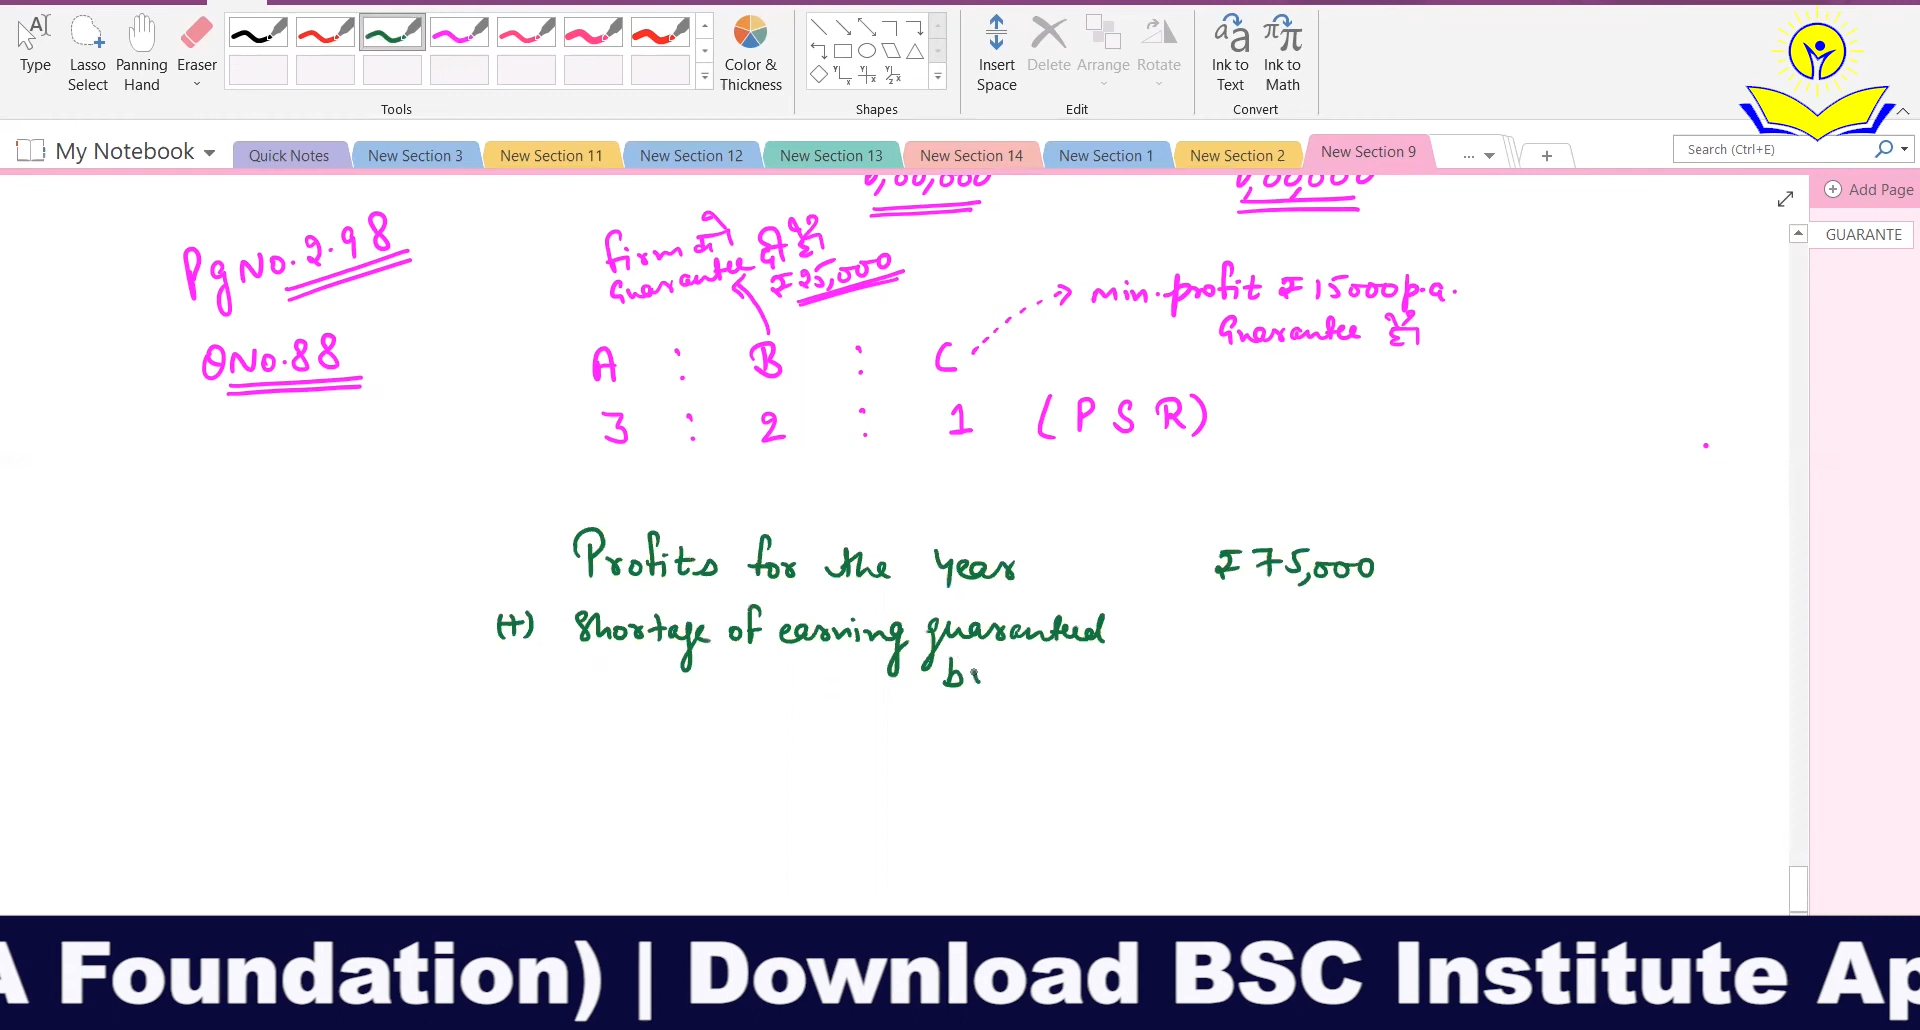 Type
Lasso Select
Panning Hand
Eraser
Color & Thickness
Insert Space
Delete
Arrange
Rotate
Ink to Text
Ink to Math
Tools
Shapes
Edit
Convert
My Notebook
Quick Notes
New Section 3
New Section 11
New Section 12
New Section 13
New Section 14
New Section 1
New Section 2
New Section 9
...
Search (Ctrl+E)
Add Page
GUARANTE
Pg No. 2.98
firm को दी है
Guarantee ₹25,000
min. profit ₹15000 p.a.
Guarantee है
QNo. 88
A : B : C
3 : 2 : 1 (PSR)
Profits for the year ₹75,000
(+) Shortage of earning guaranteed
A Foundation) | Download BSC Institute Ap